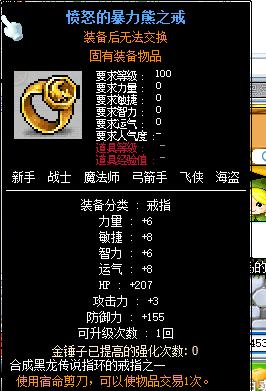 愤怒的暴力熊之戒
装备后无法交换
固有装备物品
要求等级 : 100
要求力量 : 0
要求敏捷 : 0
要求智力 : 0
要求运气 : 0
要求人气度 : -
道具等级 : -
道具经验值 : -
新手 战士 魔法师 弓箭手 飞侠 海盗
装备分类 : 戒指
力量 : +6
敏捷 : +8
智力 : +6
运气 : +8
HP : +207
攻击力 : +3
防御力 : +155
可升级次数 : 1回
金锤子已提高的强化次数: 0
合成黑龙传说指环的戒指之一
使用宿命剪刀，可以使物品交易1次。